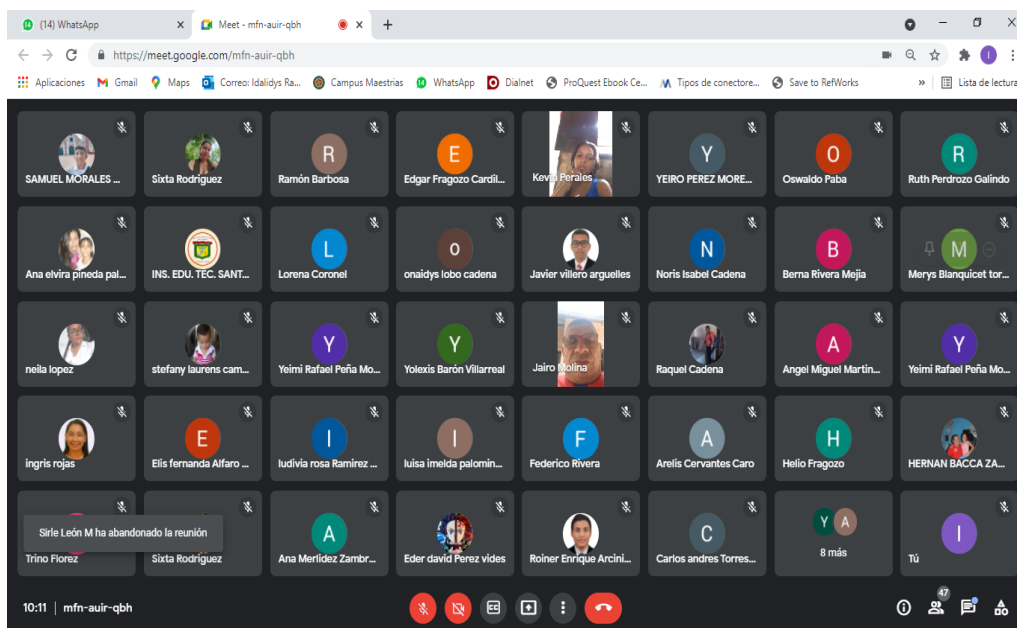 (14) WhatsApp
Meet - mfn-auir-qbh
https://meet.google.com/mfn-auir-qbh
Aplicaciones Gmail Maps Correo: Idalidys Ra... Campus Maestrias WhatsApp Dialnet ProQuest Ebook Ce... Tipos de conectore... Save to RefWorks » Lista de lectura
R E Y O R
SAMUEL MORALES ... Sixta Rodriguez Ramón Barbosa Edgar Fragozo Cardil... Kevin Perales YEIRO PEREZ MORE... Oswaldo Paba Ruth Perdrozo Galindo
L o N B M
Ana elvira pineda pal... INS. EDU. TÉC. SANT... Lorena Coronel onaidys lobo cadena Javier villero arguelles Noris Isabel Cadena Berna Rivera Mejia Merys Blanquicet tor...
Y Y A Y
neila lopez stefany laurens cam... Yeimi Rafael Peña Mo... Yolexis Barón Villarreal Jairo Molina Raquel Cadena Angel Miguel Martin... Yeimi Rafael Peña Mo...
E I I F A H
ingris rojas Elis fernanda Alfaro ... ludivia rosa Ramirez ... luisa imelda palomin... Federico Rivera Arelis Cervantes Caro Helio Fragozo HERNAN BACCA ZA...
Sirle León M ha abandonado la reunión
A C Y A I
Trino Florez Sixta Rodriguez Ana Merlidez Zambr... Eder david Perez vides Roiner Enrique Arcini... Carlos andres Torres... 8 más Tú
10:11 | mfn-auir-qbh
47